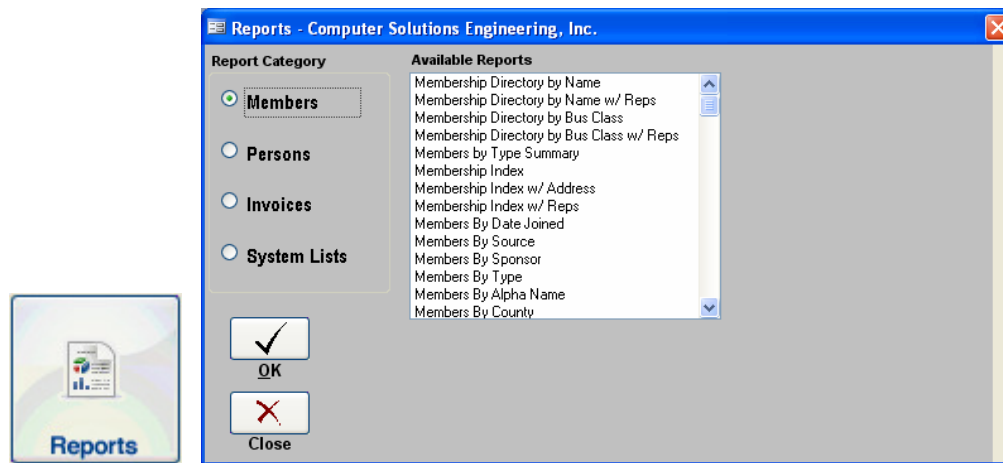 Reports - Computer Solutions Engineering, Inc.
Report Category
Members
Persons
Invoices
System Lists
Available Reports
Membership Directory by Name
Membership Directory by Name w/ Reps
Membership Directory by Bus Class
Membership Directory by Bus Class w/ Reps
Members by Type Summary
Membership Index
Membership Index w/ Address
Membership Index w/ Reps
Members By Date Joined
Members By Source
Members By Sponsor
Members By Type
Members By Alpha Name
Members By County
OK
Close
Reports